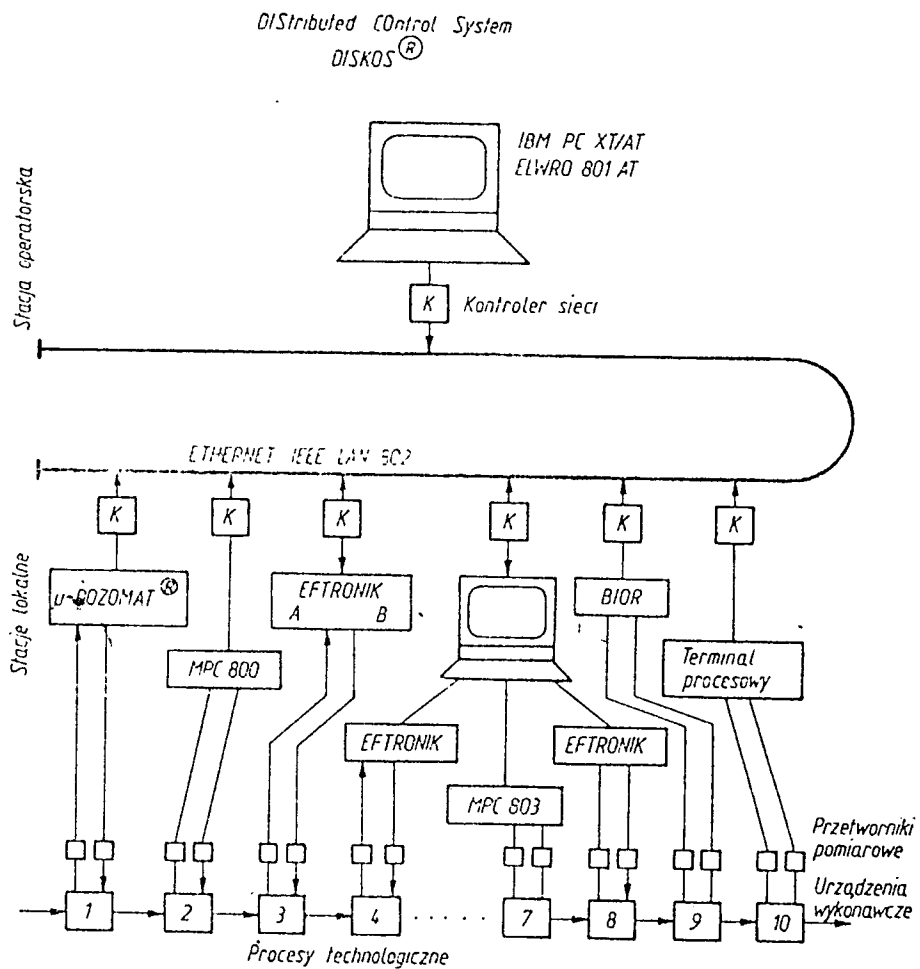 DIStributed COntrol System
DISKOS ®
IBM PC XT/AT
ELWRO 801 AT
Stacja operatorska
K
Kontroler sieci
ETHERNET IEEE LAN 802
K
K
K
K
K
K
Stacje lokalne
µ-DOZOMAT ®
EFTRONIK
A B
BIOR
MPC 800
Terminal
procesowy
EFTRONIK
EFTRONIK
MPC 803
Przetworniki
pomiarowe
Urządzenia
wykonawcze
1
2
3
4
7
8
9
10
Procesy technologiczne